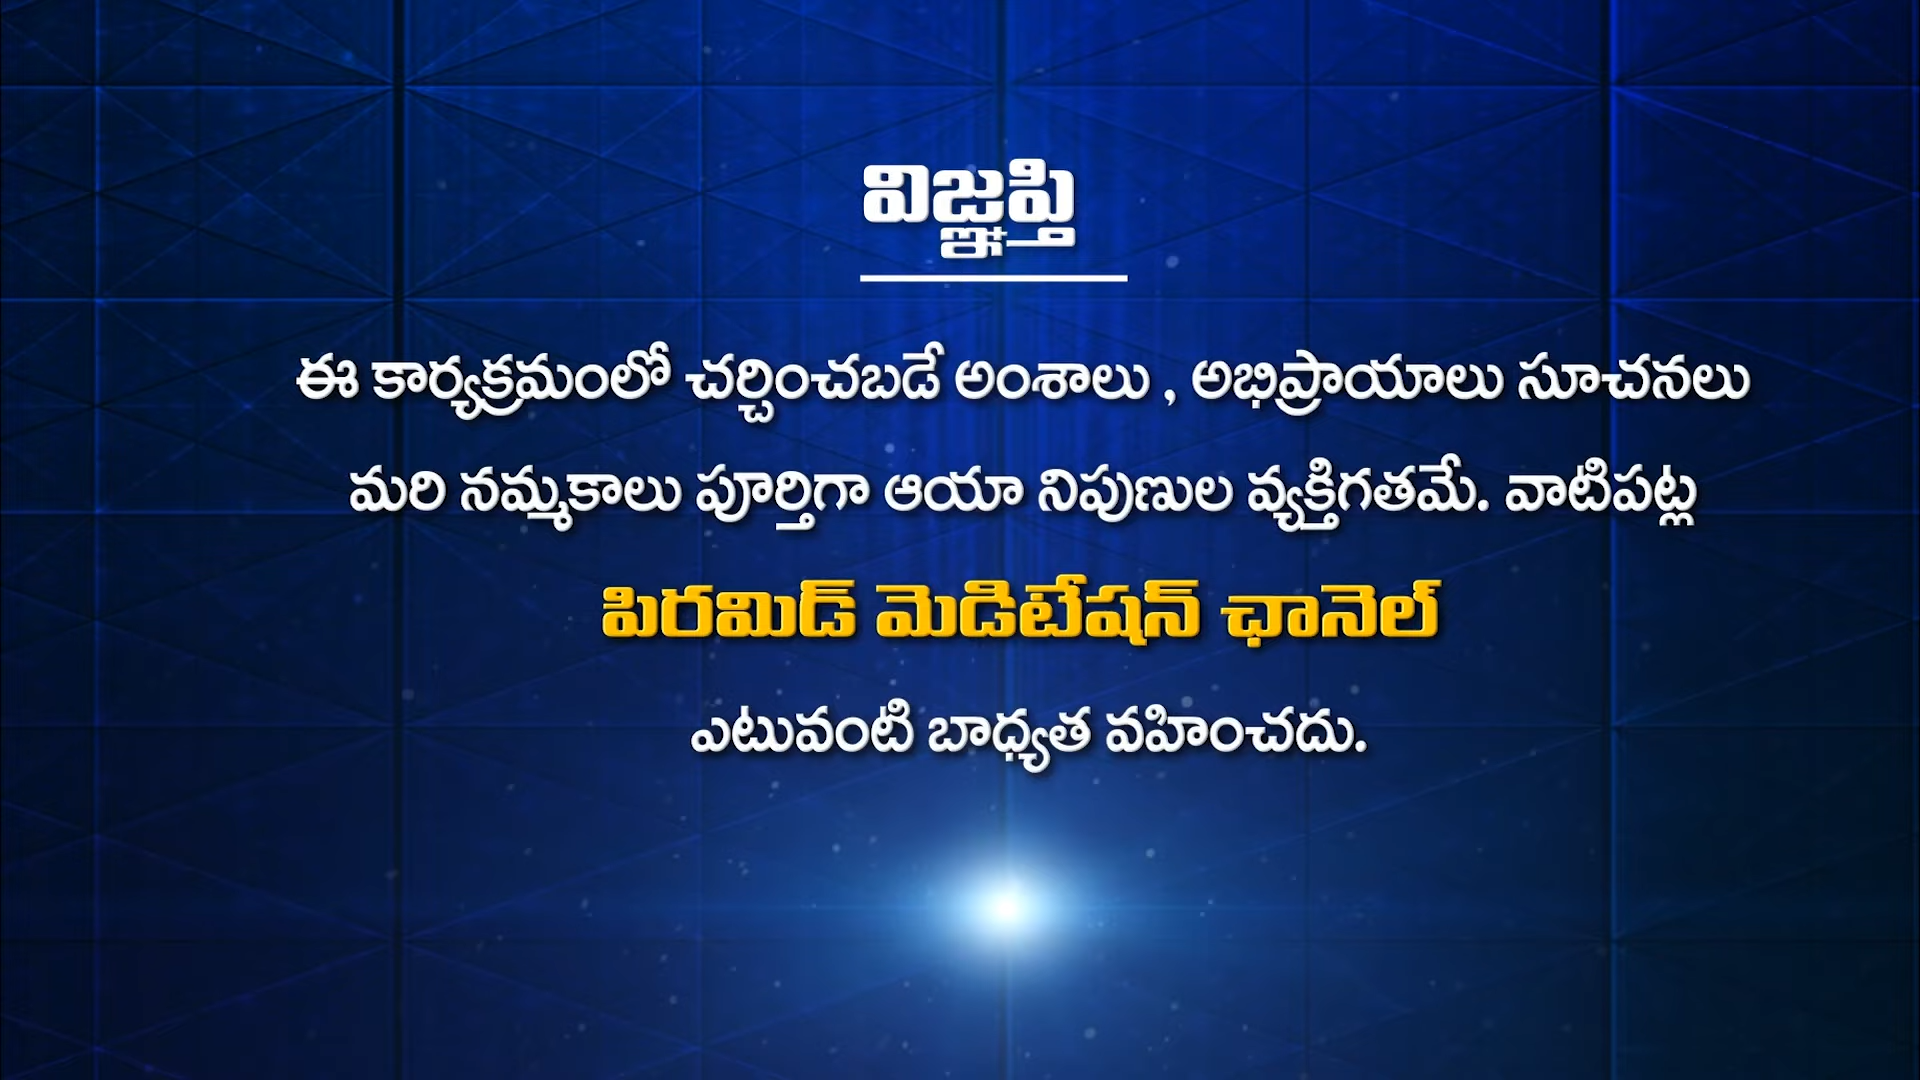 విజ్ఞప్తి
ఈ కార్యక్రమంలో చర్చించబడే అంశాలు , అభిప్రాయాలు సూచనలు
మరి నమ్మకాలు పూర్తిగా ఆయా నిపుణుల వ్యక్తిగతమే. వాటిపట్ల
పిరమిడ్ మెడిటేషన్ ఛానెల్
ఎటువంటి బాధ్యత వహించదు.